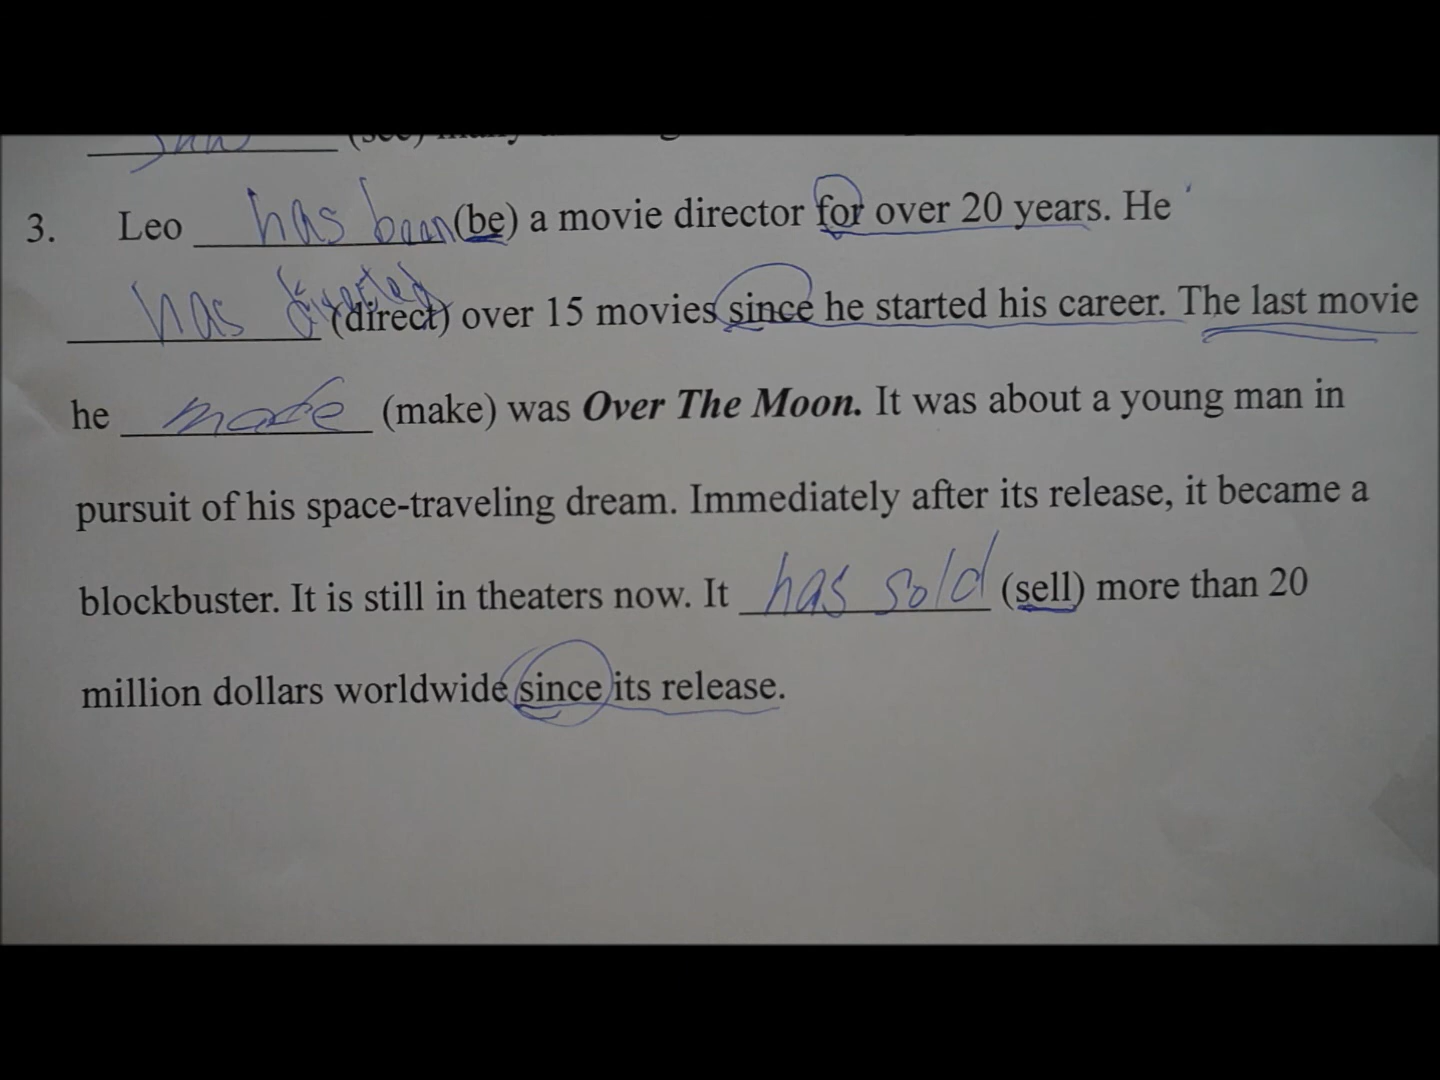 saw (see) many
3. Leo has been (be) a movie director for over 20 years. He
has directed (direct) over 15 movies since he started his career. The last movie
he made (make) was Over The Moon. It was about a young man in
pursuit of his space-traveling dream. Immediately after its release, it became a
blockbuster. It is still in theaters now. It has sold (sell) more than 20
million dollars worldwide since its release.